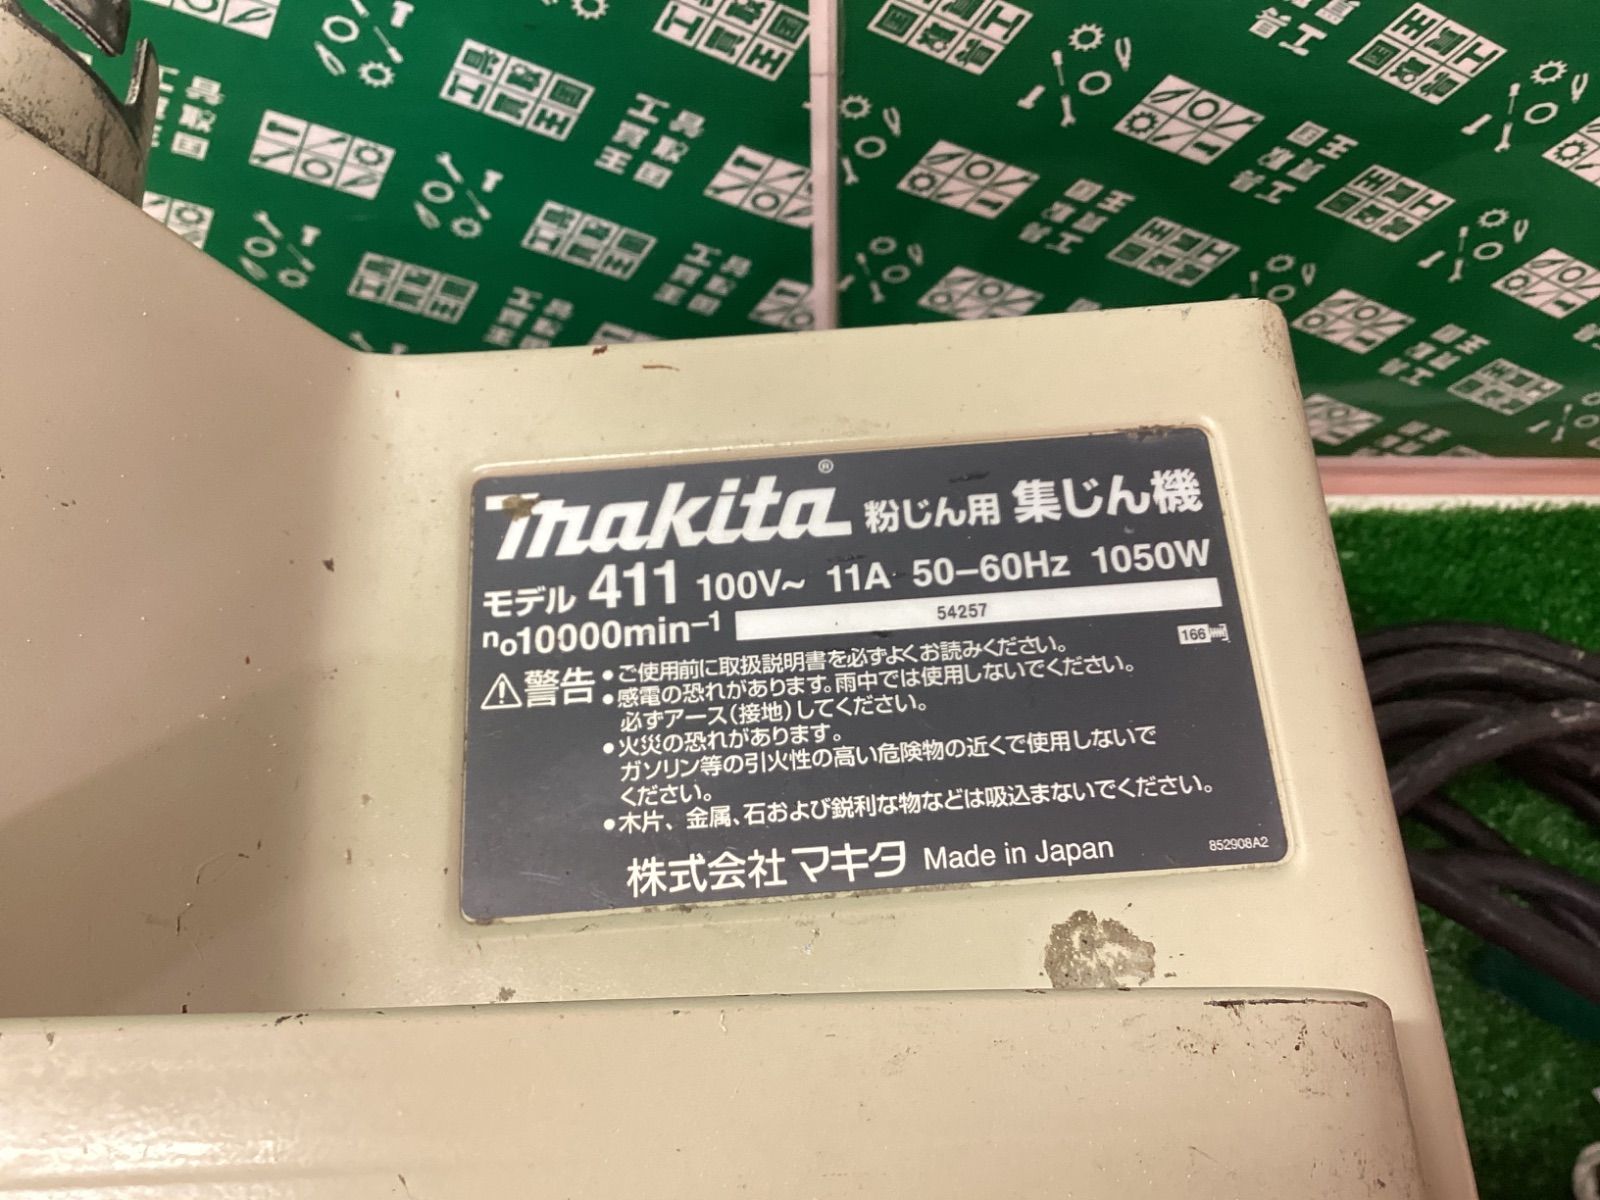 工具
買取
王国
makita® 粉じん用 集じん機
モデル 411 100V~ 11A 50-60Hz 1050W
no10000min-1 54257
166
⚠警告 •ご使用前に取扱説明書を必ずよくお読みください。
•感電の恐れがあります。雨中では使用しないでください。
必ずアース(接地)してください。
•火災の恐れがあります。
ガソリン等の引火性の高い危険物の近くで使用しないで
ください。
•木片、金属、石および鋭利な物などは吸込まないでください。
株式会社マキタ Made in Japan 852908A2